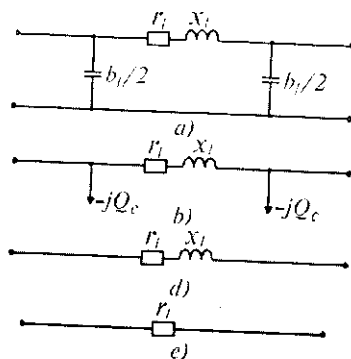 r_l x_l
b_l/2 b_l/2
a)
r_l x_l
-jQ_c -jQ_c
b)
r_l x_l
d)
r_l
e)